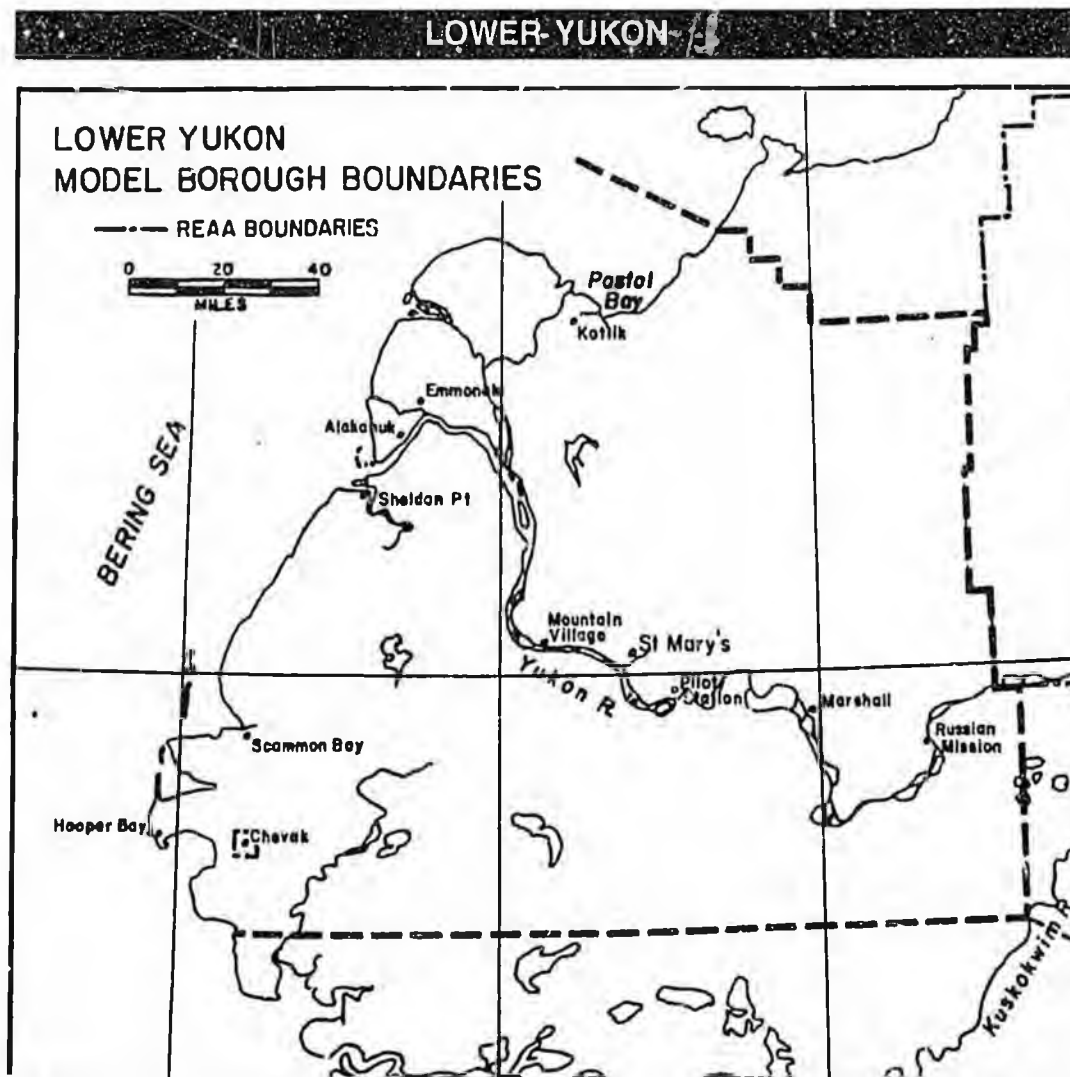 LOWER-YUKON
LOWER YUKON
MODEL BOROUGH BOUNDARIES
REAA BOUNDARIES
0 20 40
MILES
Pastol
Bay
Kotlik
Emmonak
Alakanuk
BERING SEA
Sheldan Pt
Mountain
Village
St Mary's
Yukon R.
Pilot
Station
Marshall
Russian
Mission
Scammon Bay
Hooper Bay
Chevak
Kuskokwim